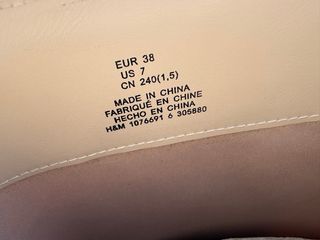 EUR 38
US 7
CN 240(1,5)
MADE IN CHINA
FABRIQUÉ EN CHINE
HECHO EN CHINA
H&M 1076691 6 305880